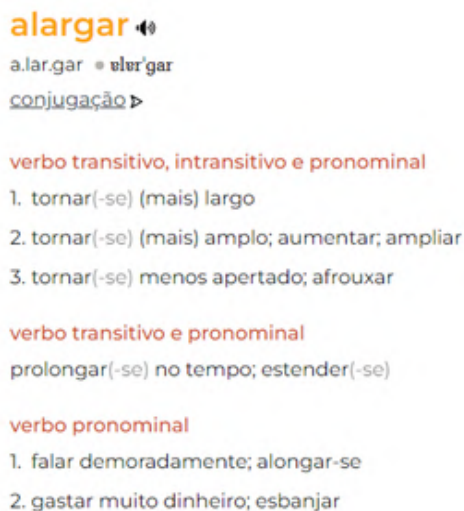 alargar
a.lar.gar • ɐlɐrˈgar
conjugação
verbo transitivo, intransitivo e pronominal
1. tornar(-se) (mais) largo
2. tornar(-se) (mais) amplo; aumentar; ampliar
3. tornar(-se) menos apertado; afrouxar
verbo transitivo e pronominal
prolongar(-se) no tempo; estender(-se)
verbo pronominal
1. falar demoradamente; alongar-se
2. gastar muito dinheiro; esbanjar